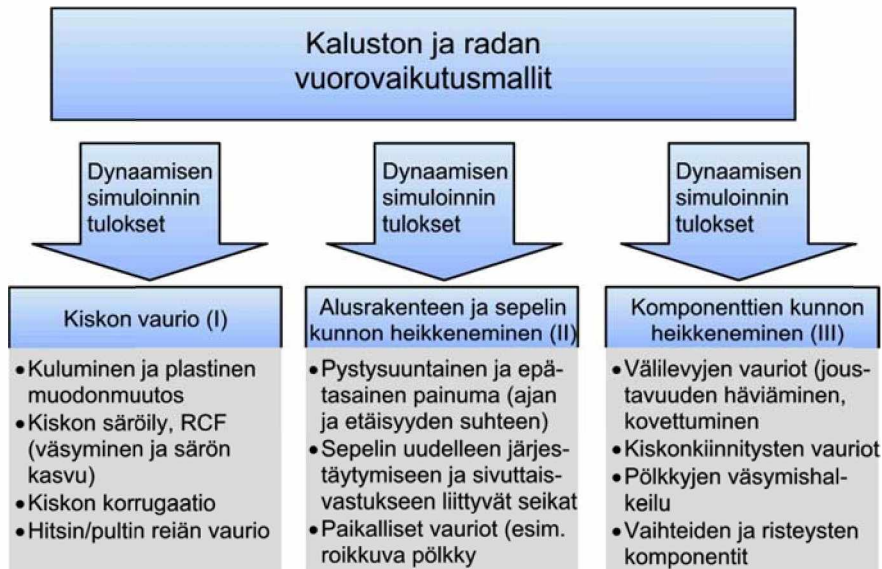 Kaluston ja radan
vuorovaikutusmallit
Dynaamisen
simuloinnin
tulokset
Dynaamisen
simuloinnin
tulokset
Dynaamisen
simuloinnin
tulokset
Kiskon vaurio (I)
• Kuluminen ja plastinen
muodonmuutos
• Kiskon säröily, RCF
(väsyminen ja särön
kasvu)
• Kiskon korrugaatio
• Hitsin/pultin reiän vaurio
Alusrakenteen ja sepelin
kunnon heikkeneminen (II)
• Pystysuuntainen ja epä-
tasainen painuma (ajan
ja etäisyyden suhteen)
• Sepelin uudelleen järjes-
täytymiseen ja sivuttais-
vastukseen liittyvät seikat
• Paikalliset vauriot (esim.
roikkuva pölkky
Komponenttien kunnon
heikkeneminen (III)
• Välilevyjen vauriot (jous-
tavuuden häviäminen,
kovettuminen
• Kiskonkiinnitysten vauriot
• Pölkkyjen väsymishal-
keilu
• Vaihteiden ja risteysten
komponentit